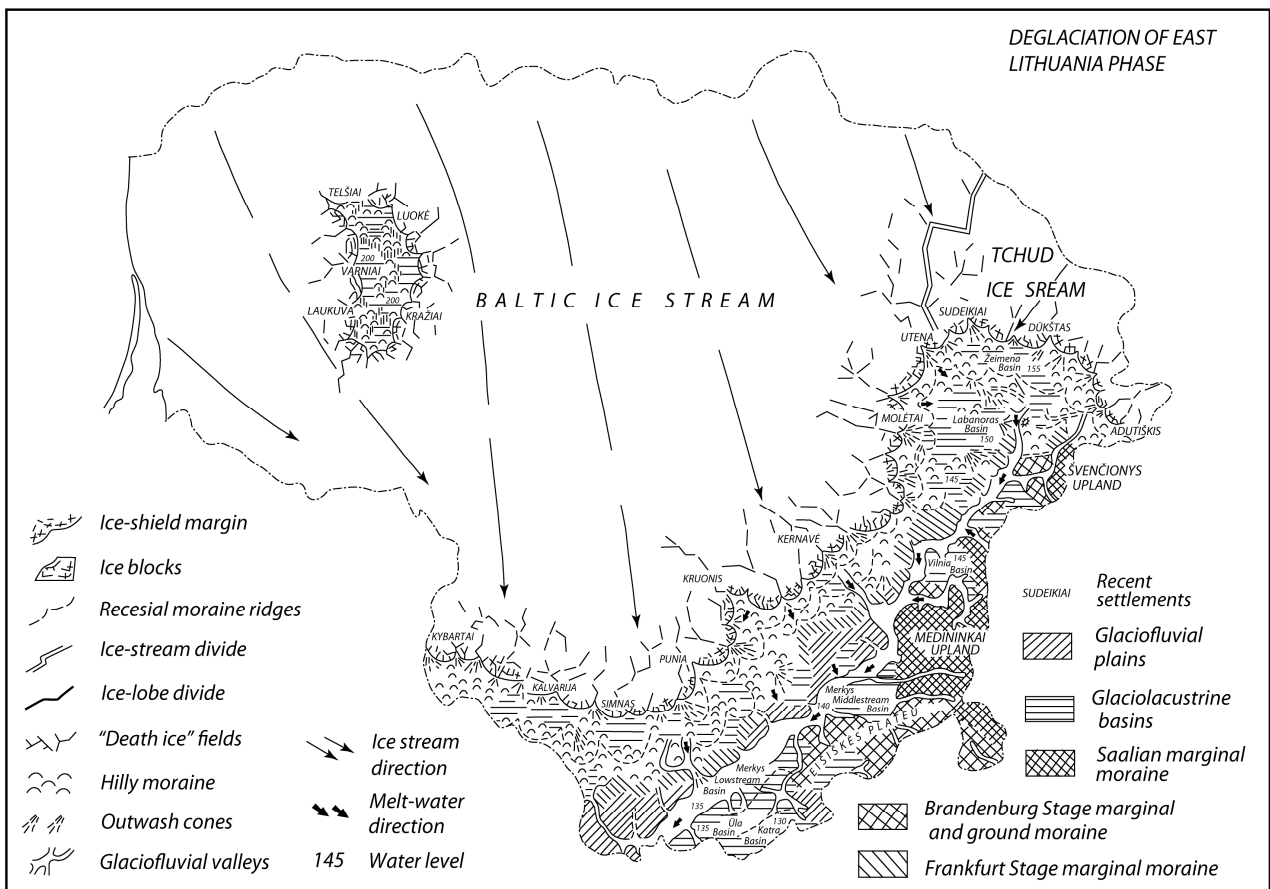 DEGLACIATION OF EAST
LITHUANIA PHASE
TELŠIAI
LUOKĖ
200
VARNIAI
200
LAUKUVA
KRAŽIAI
BALTIC ICE STREAM
TCHUD
ICE SREAM
SUDEIKIAI
DŪKŠTAS
UTENA
Žeimena
Basin
155
MOLĖTAI
Labanoras
Basin
150
ADUTIŠKIS
145
ŠVENČIONYS
UPLAND
KERNAVĖ
KRUONIS
Vilnia
145
Basin
KYBARTAI
PUNIA
MEDININKAI
UPLAND
KALVARIJA
SIMNAS
Merkys
Middlestream
Basin
140
EIŠIŠKĖS PLATEU
Merkys
Lowstream
Basin
135
135
Ūla
Basin
130
Katra
Basin
Ice-shield margin
Ice blocks
Recesial moraine ridges
Ice-stream divide
Ice-lobe divide
“Death ice” fields
Hilly moraine
Outwash cones
Glaciofluvial valleys
Ice stream
direction
Melt-water
direction
145 Water level
SUDEIKIAI
Recent
settlements
Glaciofluvial
plains
Glaciolacustrine
basins
Saalian marginal
moraine
Brandenburg Stage marginal
and ground moraine
Frankfurt Stage marginal moraine